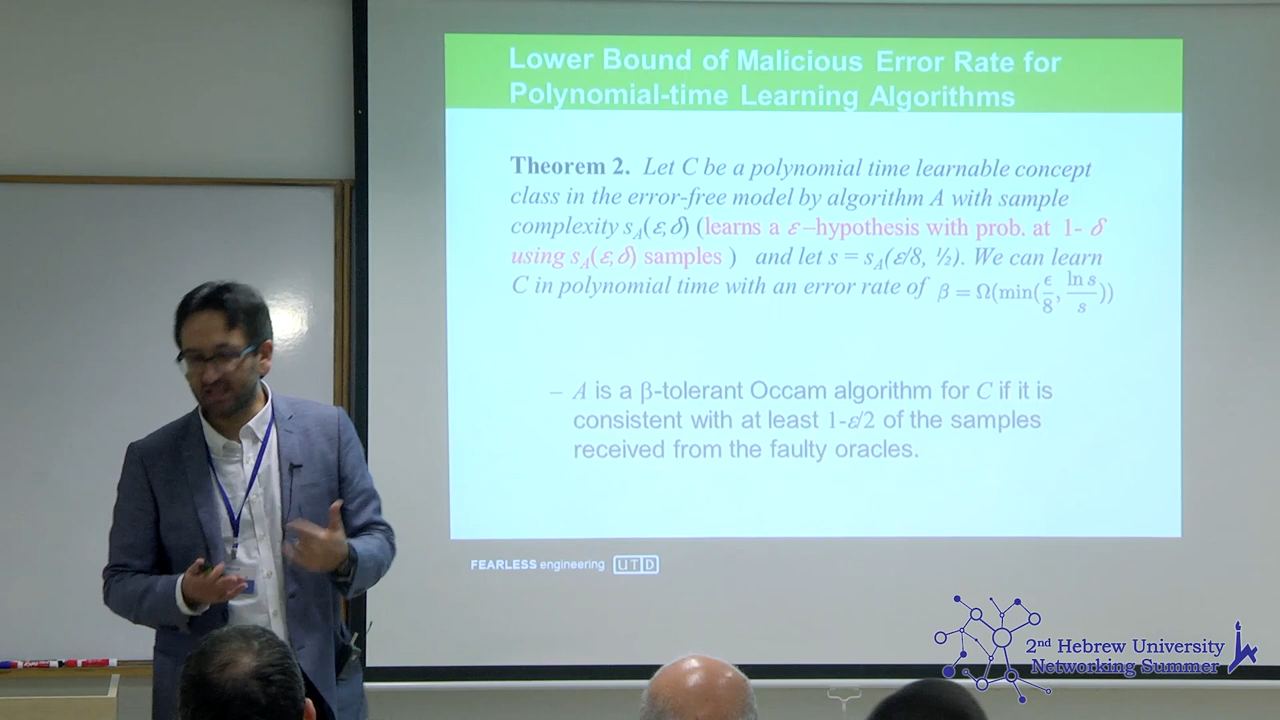 Lower Bound of Malicious Error Rate for
Polynomial-time Learning Algorithms
Theorem 2. Let C be a polynomial time learnable concept
class in the error-free model by algorithm A with sample
complexity s_A(ε,δ) (learns a ε–hypothesis with prob. at 1- δ
using s_A(ε,δ) samples ) and let s = s_A(ε/8, ½). We can learn
C in polynomial time with an error rate of β = Ω(min(ϵ/8, ln s/s))
– A is a β-tolerant Occam algorithm for C if it is
consistent with at least 1-ε/2 of the samples
received from the faulty oracles.
FEARLESS engineering UTD
2nd Hebrew University
Networking Summer